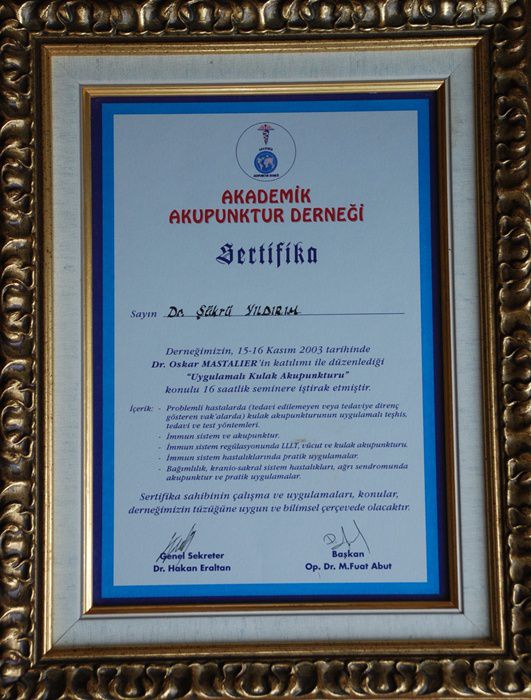 AKADEMİK
AKUPUNKTUR DERNEĞİ
Sertifika
Sayın Dr. Şükrü YILDIRIM
Derneğimizin, 15-16 Kasım 2003 tarihinde
Dr. Oskar MASTALIER'in katılımı ile düzenlediği
"Uygulamalı Kulak Akupunkturu"
konulu 16 saatlik seminere iştirak etmiştir.
İçerik: - Problemli hastalarda (tedavi edilemeyen veya tedaviye direnç
gösteren vak'alarda) kulak akupunkturunun uygulamalı teşhis,
tedavi ve test yöntemleri.
- İmmun sistem ve akupunktur.
- İmmun sistem regülasyonunda LLLT, vücut ve kulak akupunkturu.
- İmmun sistem hastalıklarında pratik uygulamalar.
- Bağımlılık, kranio-sakral sistem hastalıkları, ağrı sendromunda
akupunktur ve pratik uygulamalar.
Sertifika sahibinin çalışma ve uygulamaları, konular,
derneğimizin tüzüğüne uygun ve bilimsel çerçevede olacaktır.
Genel Sekreter Başkan
Dr. Hakan Eraltan Op. Dr. M.Fuat Abut